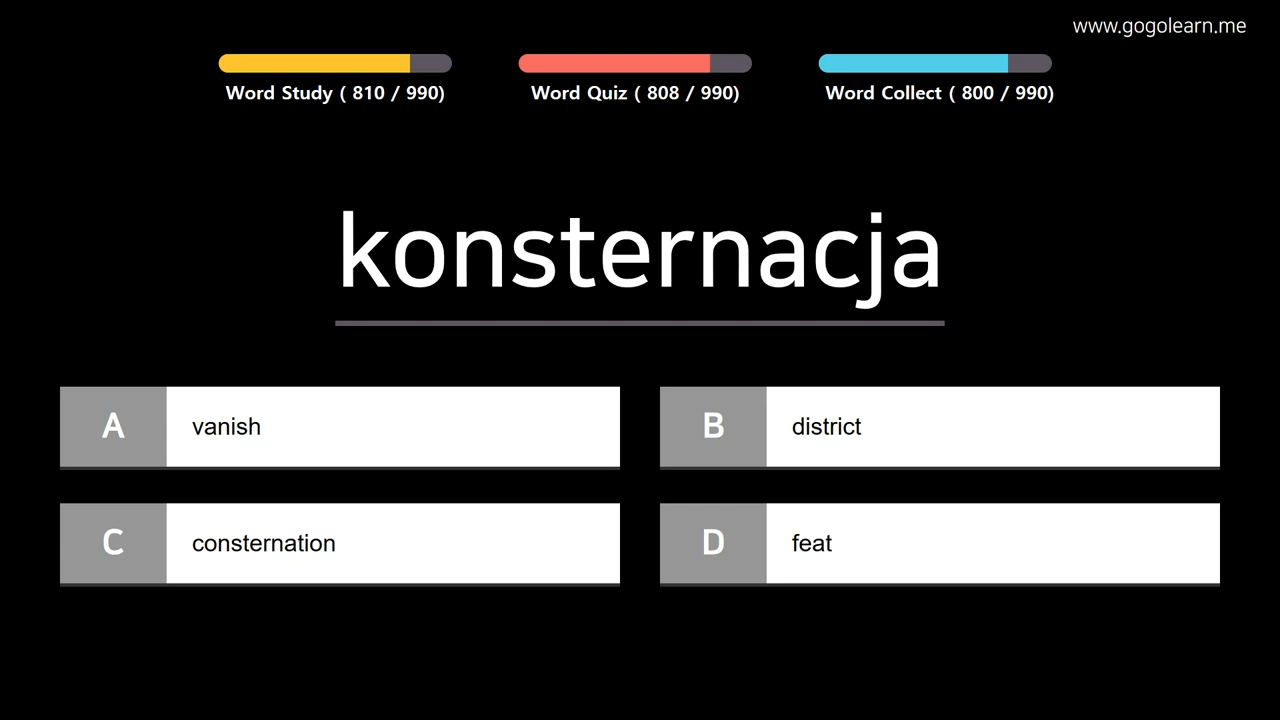 www.gogolearn.me
Word Study ( 810 / 990)
Word Quiz ( 808 / 990)
Word Collect ( 800 / 990)
konsternacja
A vanish
B district
C consternation
D feat